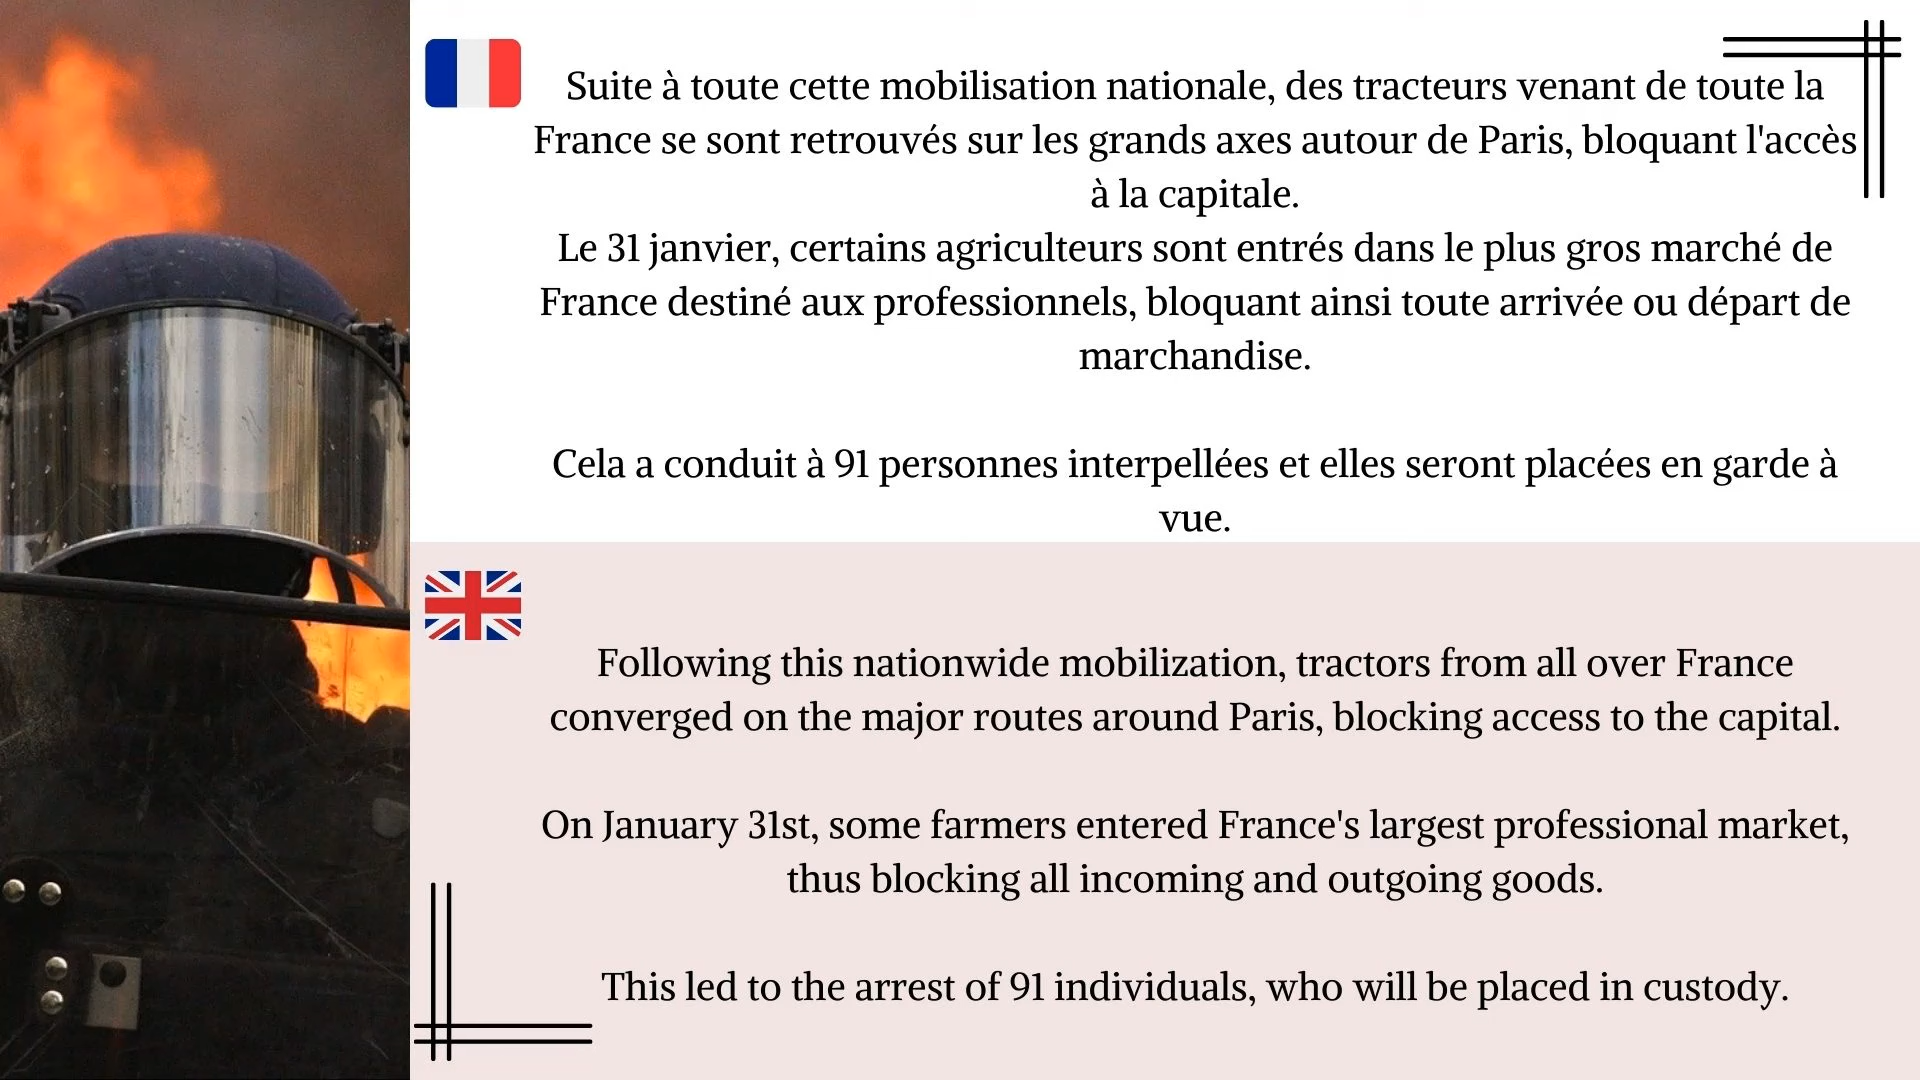 Suite à toute cette mobilisation nationale, des tracteurs venant de toute la
France se sont retrouvés sur les grands axes autour de Paris, bloquant l'accès
à la capitale.
Le 31 janvier, certains agriculteurs sont entrés dans le plus gros marché de
France destiné aux professionnels, bloquant ainsi toute arrivée ou départ de
marchandise.
Cela a conduit à 91 personnes interpellées et elles seront placées en garde à
vue.
Following this nationwide mobilization, tractors from all over France
converged on the major routes around Paris, blocking access to the capital.
On January 31st, some farmers entered France's largest professional market,
thus blocking all incoming and outgoing goods.
This led to the arrest of 91 individuals, who will be placed in custody.